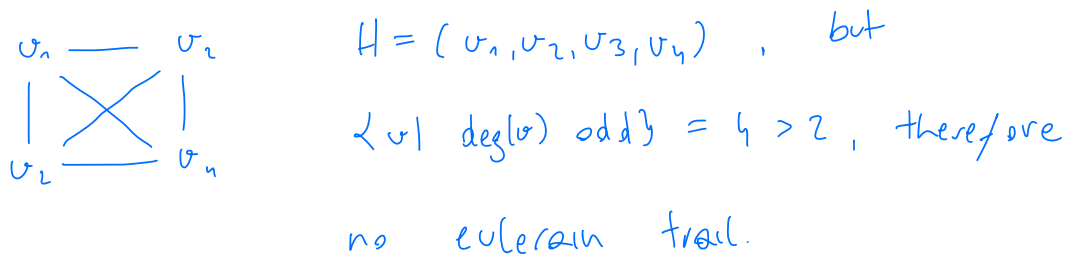 v₁ v₂ H = ( v₁, v₂, v₃, v₄ ) , but
v₂ v₄ {v| deg(v) odd} = 4 > 2 , therefore
no eulerain trail.